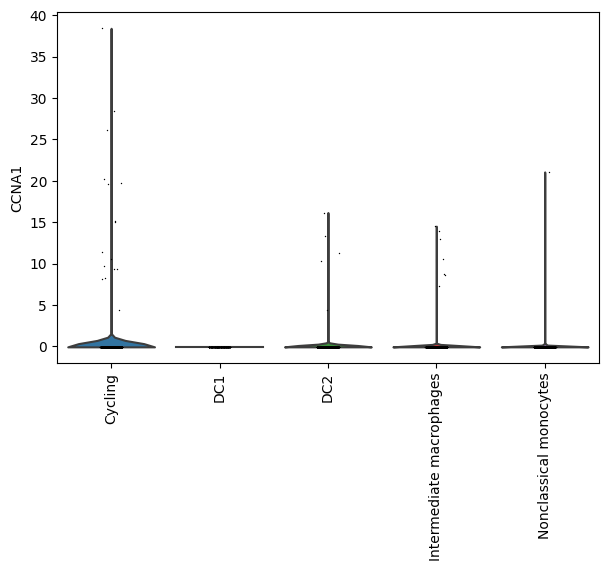 40
35
30
25
20
15
10
5
0
CCNA1
Cycling
DC1
DC2
Intermediate macrophages
Nonclassical monocytes